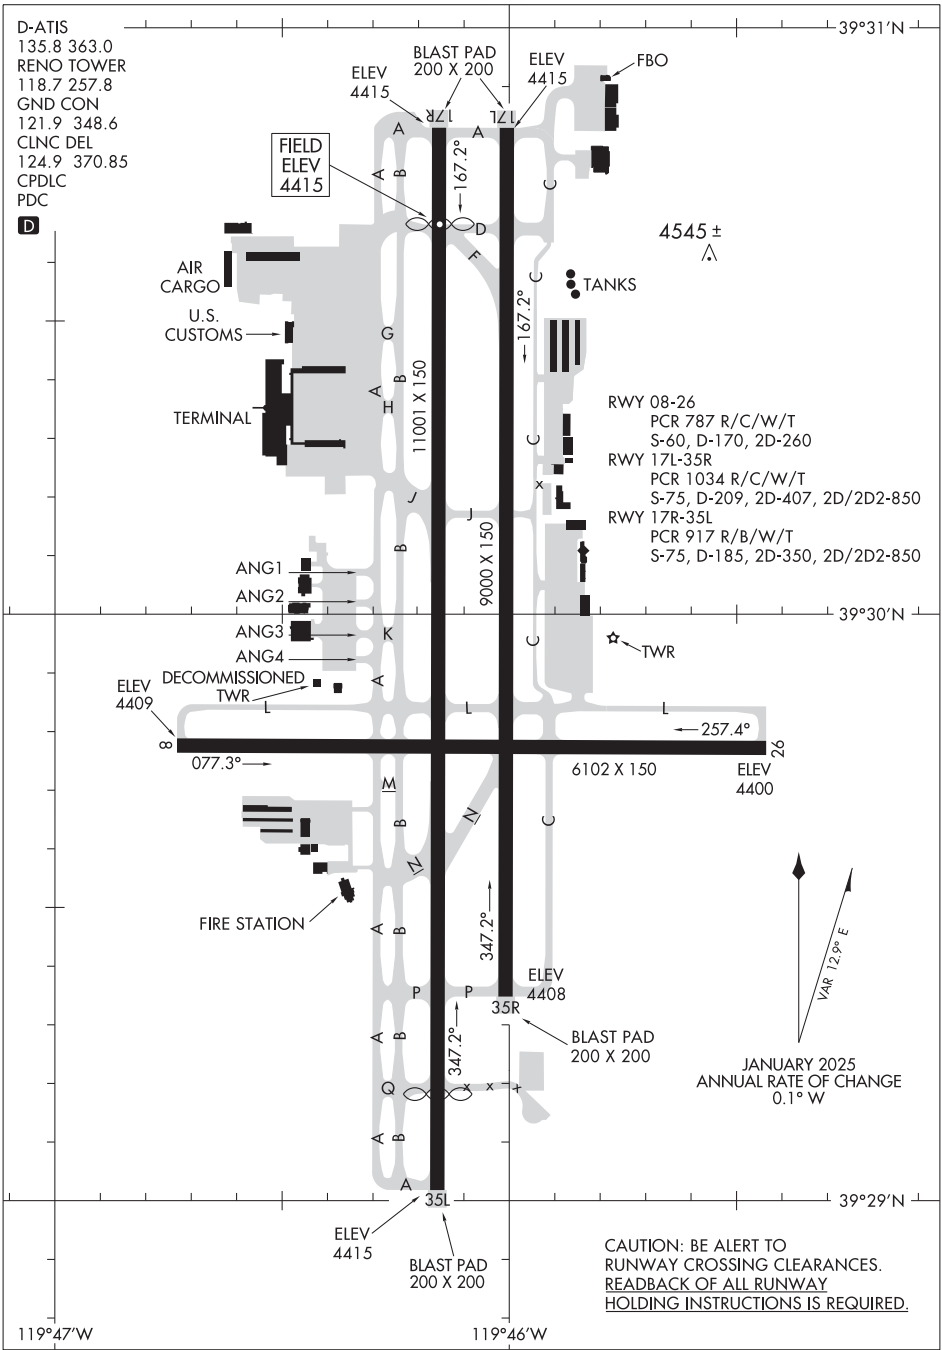 D-ATIS
135.8 363.0
RENO TOWER
118.7 257.8
GND CON
121.9 348.6
CLNC DEL
124.9 370.85
CPDLC
PDC
D
39°31'N
BLAST PAD
200 X 200
ELEV
4415
ELEV
4415
FBO
17R
17L
A
A
FIELD
ELEV
4415
167.2°
A
B
C
D
F
4545 ±
AIR
CARGO
C
TANKS
U.S.
CUSTOMS
G
167.2°
11001 X 150
A
B
H
TERMINAL
C
RWY 08-26
PCR 787 R/C/W/T
S-60, D-170, 2D-260
RWY 17L-35R
PCR 1034 R/C/W/T
S-75, D-209, 2D-407, 2D/2D2-850
RWY 17R-35L
PCR 917 R/B/W/T
S-75, D-185, 2D-350, 2D/2D2-850
X
J
J
B
9000 X 150
ANG1
ANG2
ANG3
ANG4
K
C
39°30'N
TWR
DECOMMISSIONED
TWR
A
ELEV
4409
L
L
L
8
077.3°
257.4°
26
6102 X 150
ELEV
4400
M
B
N
N
C
FIRE STATION
A
B
347.2°
VAR 12.9° E
P
P
ELEV
4408
35R
BLAST PAD
200 X 200
A
B
347.2°
JANUARY 2025
ANNUAL RATE OF CHANGE
0.1° W
Q
X X X
A
B
A
35L
39°29'N
ELEV
4415
BLAST PAD
200 X 200
CAUTION: BE ALERT TO
RUNWAY CROSSING CLEARANCES.
READBACK OF ALL RUNWAY
HOLDING INSTRUCTIONS IS REQUIRED.
119°47'W
119°46'W